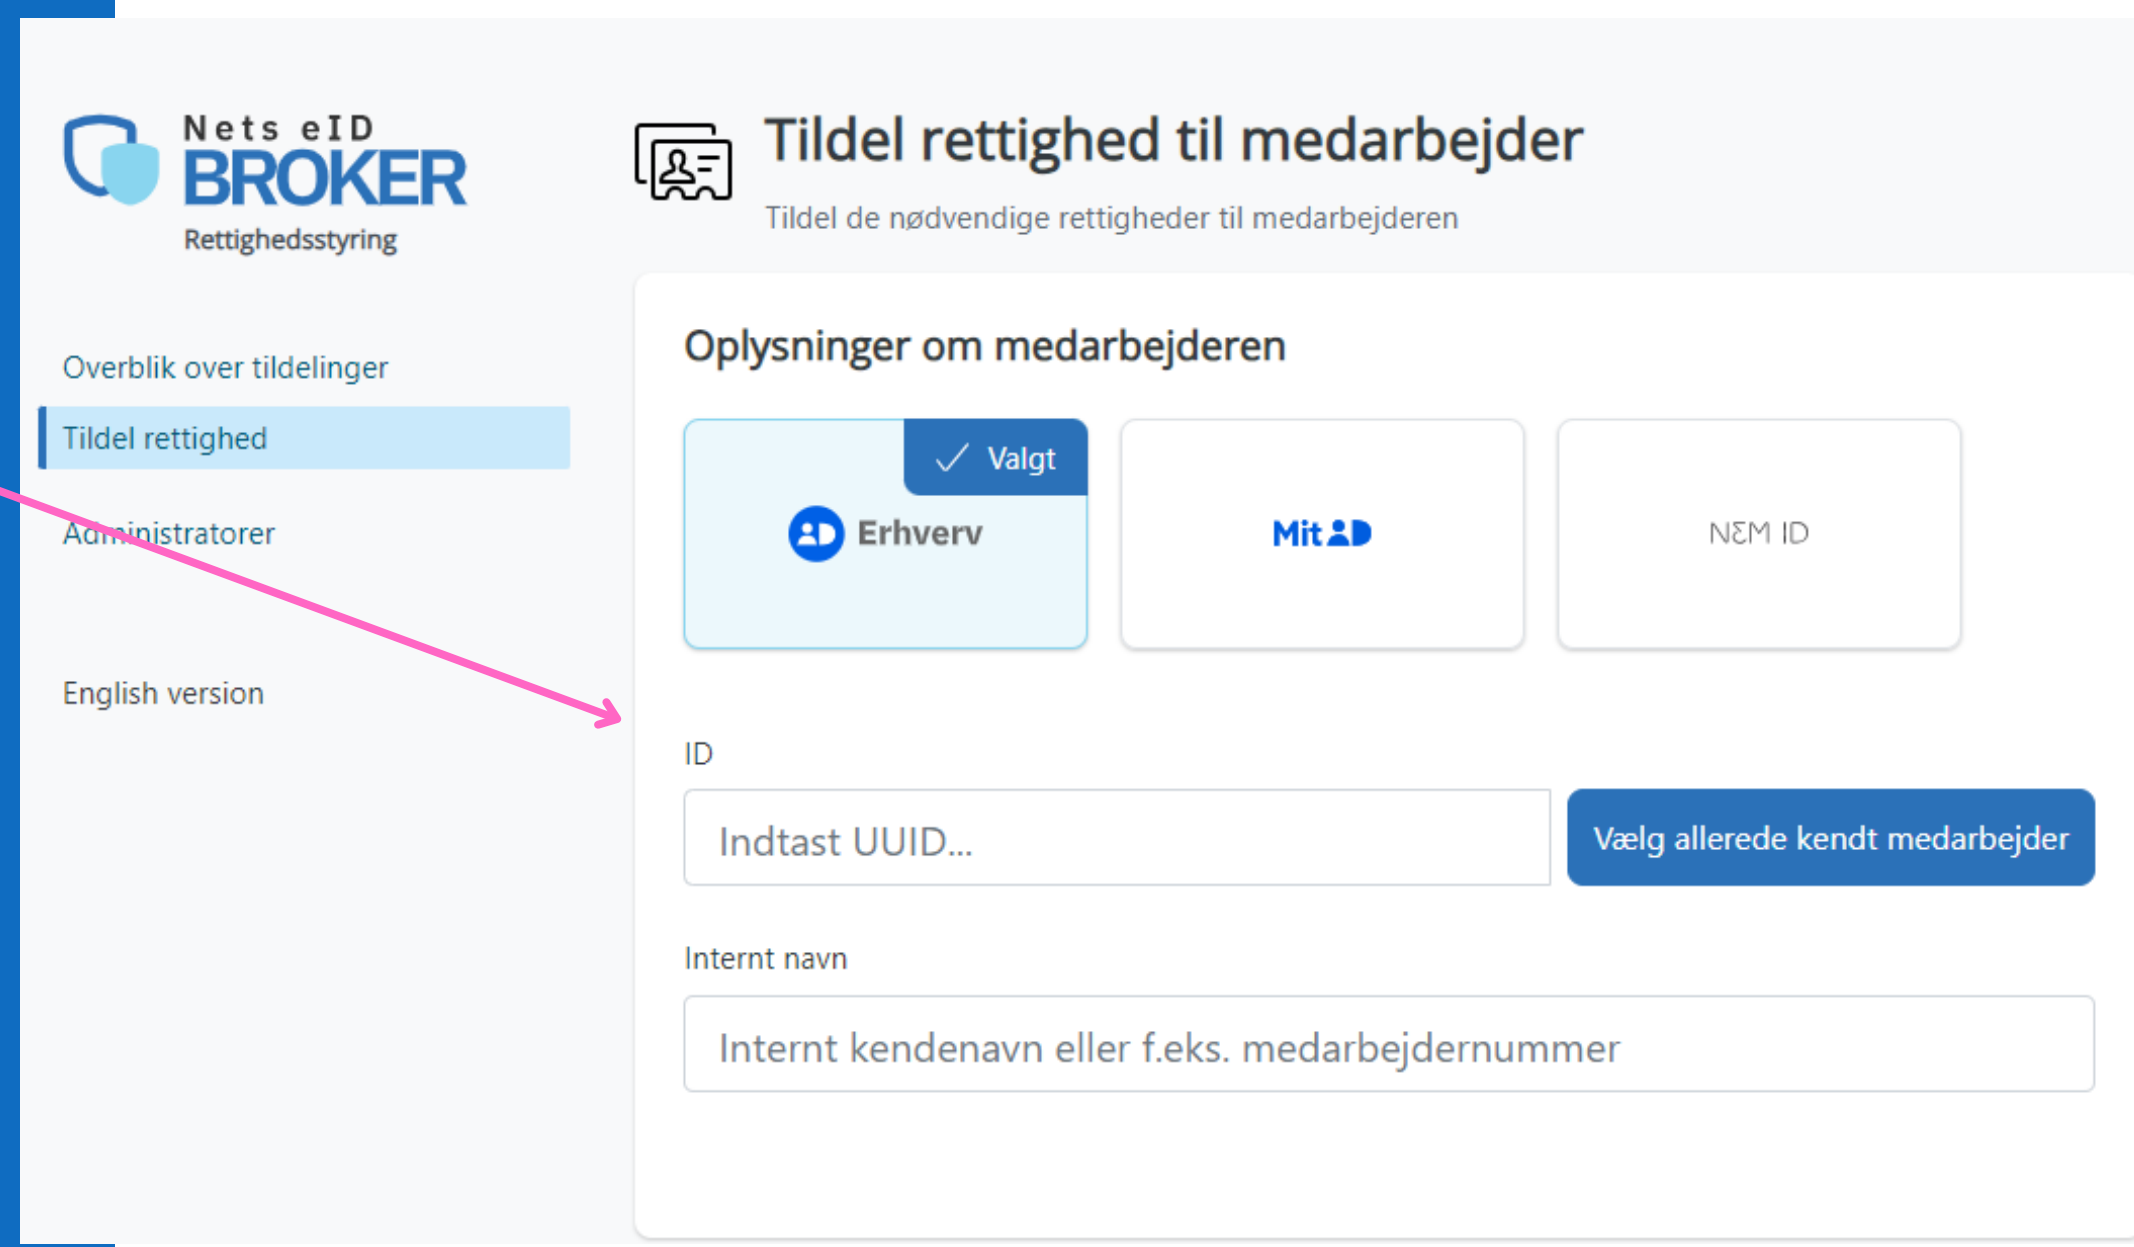 Nets eID
BROKER
Rettighedsstyring
Overblik over tildelinger
Tildel rettighed
Administratorer
English version
Tildel rettighed til medarbejder
Tildel de nødvendige rettigheder til medarbejderen
Oplysninger om medarbejderen
Valgt
Erhverv
Mit ID
NEM ID
ID
Indtast UUID...
Vælg allerede kendt medarbejder
Internt navn
Internt kendenavn eller f.eks. medarbejdernummer